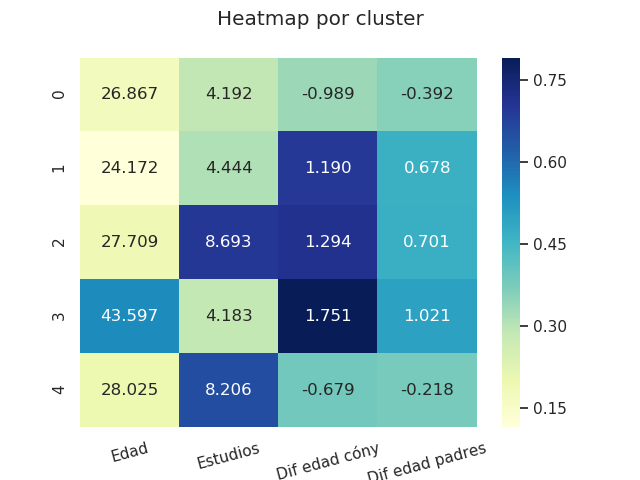 Heatmap por cluster
0 26.867 4.192 -0.989 -0.392
1 24.172 4.444 1.190 0.678
2 27.709 8.693 1.294 0.701
3 43.597 4.183 1.751 1.021
4 28.025 8.206 -0.679 -0.218
Edad Estudios Dif edad cóny Dif edad padres
0.75
0.60
0.45
0.30
0.15